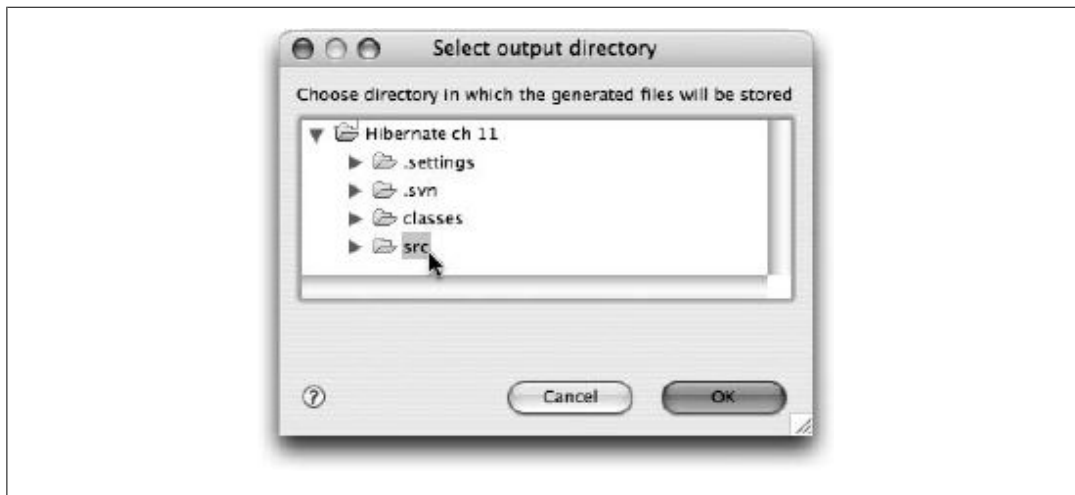 Select output directory
Choose directory in which the generated files will be stored
Hibernate ch 11
.settings
.svn
classes
src
?
Cancel
OK